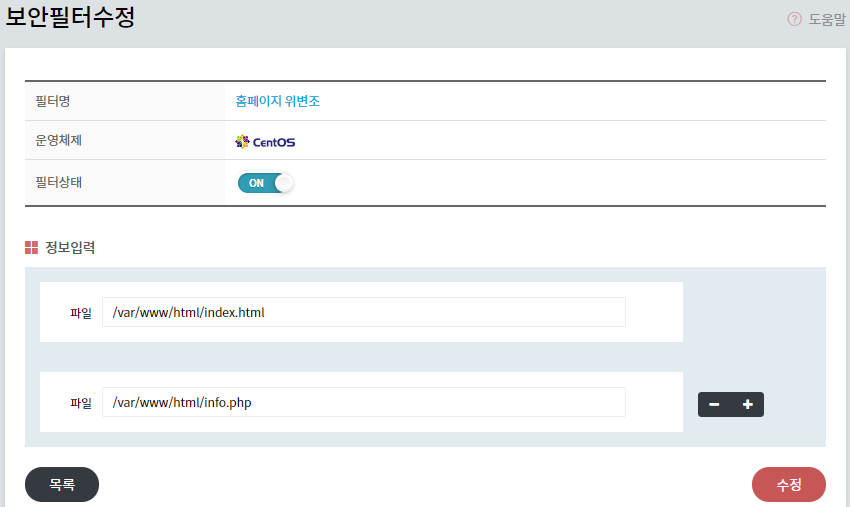 보안필터수정
? 도움말
필터명 홈페이지 위변조
운영체제 CentOS
필터상태 ON
정보입력
파일 /var/www/html/index.html
파일 /var/www/html/info.php
목록 수정